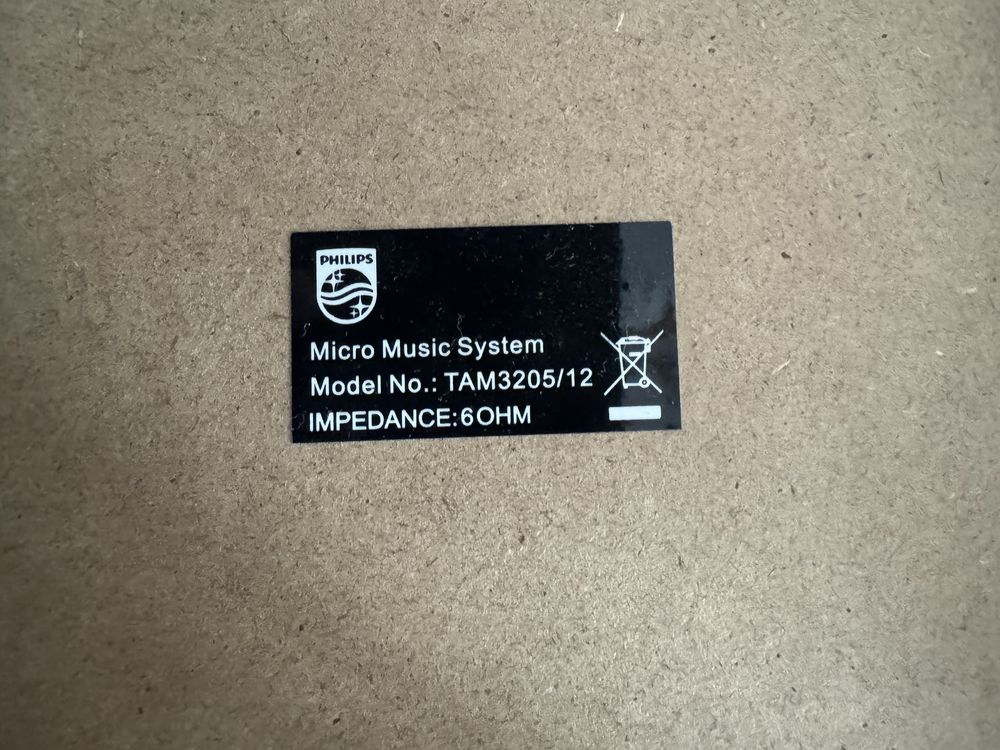 PHILIPS
Micro Music System
Model No.: TAM3205/12
IMPEDANCE:6OHM